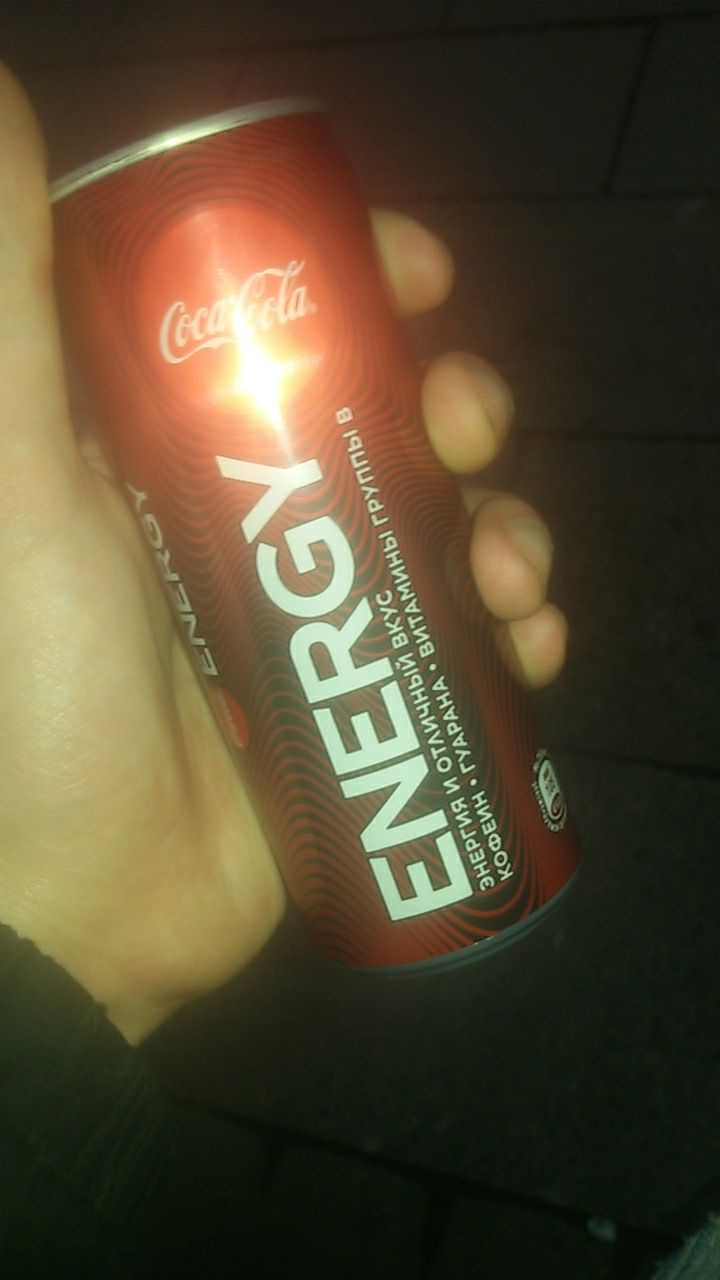 Coca-Cola
ENERGY
ЭНЕРГИЯ И ОТЛИЧНЫЙ ВКУС
КОФЕИН • ГУАРАНА • ВИТАМИНЫ ГРУППЫ B
ENERGY